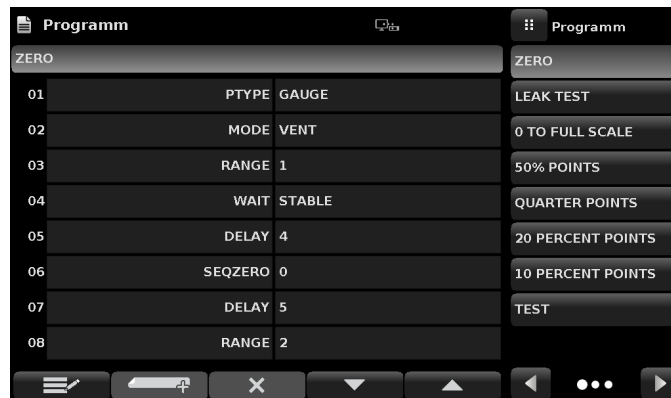 Programm
Programm
ZERO
01 PTYPE GAUGE
02 MODE VENT
03 RANGE 1
04 WAIT STABLE
05 DELAY 4
06 SEQZERO 0
07 DELAY 5
08 RANGE 2
ZERO
LEAK TEST
0 TO FULL SCALE
50% POINTS
QUARTER POINTS
20 PERCENT POINTS
10 PERCENT POINTS
TEST